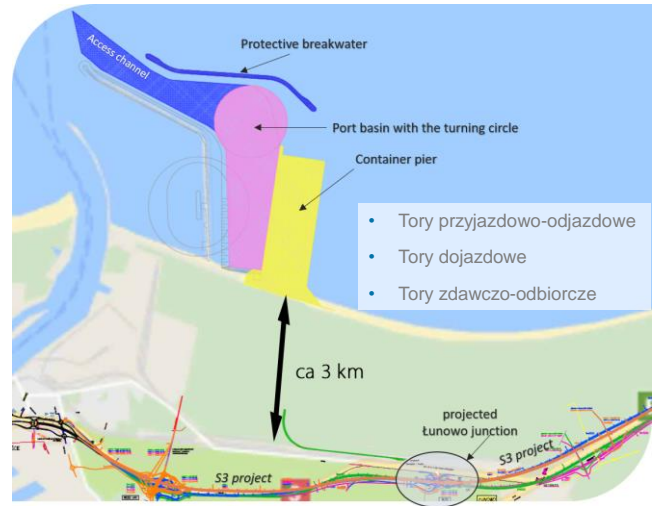 Access channel
Protective breakwater
Port basin with the turning circle
Container pier
• Tory przyjazdowo-odjazdowe
• Tory dojazdowe
• Tory zdawczo-odbiorcze
ca 3 km
projected
Łunowo junction
S3 project
S3 project